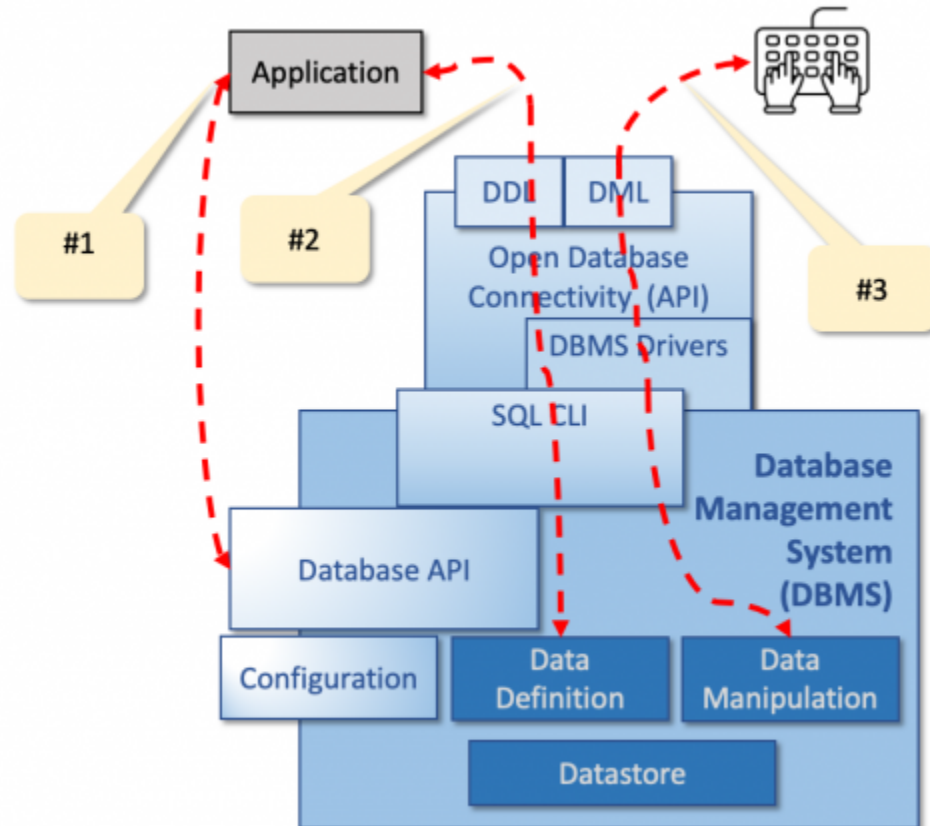 Application
#1
#2
#3
DDL
DML
Open Database
Connectivity (API)
DBMS Drivers
SQL CLI
Database
Management
System
(DBMS)
Database API
Configuration
Data
Definition
Data
Manipulation
Datastore